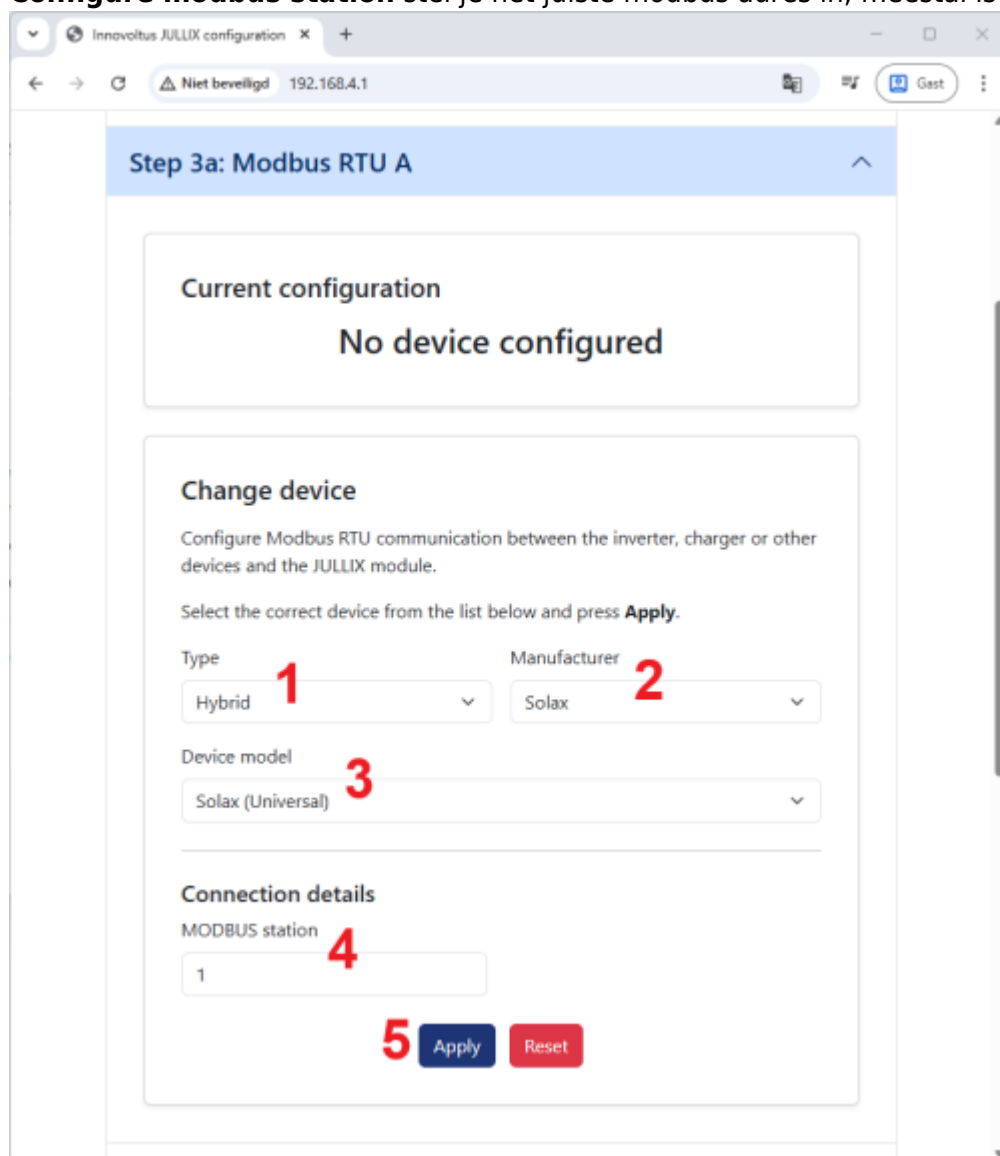 Configure modbus station stel je het juiste modbus adres in, meestal is
Innovoltus JULLIX configuration
Niet beveiligd 192.168.4.1
Gast
Step 3a: Modbus RTU A
Current configuration
No device configured
Change device
Configure Modbus RTU communication between the inverter, charger or other
devices and the JULLIX module.
Select the correct device from the list below and press Apply.
Type
Manufacturer
1
2
Hybrid
Solax
Device model
3
Solax (Universal)
Connection details
MODBUS station
4
1
5 Apply Reset